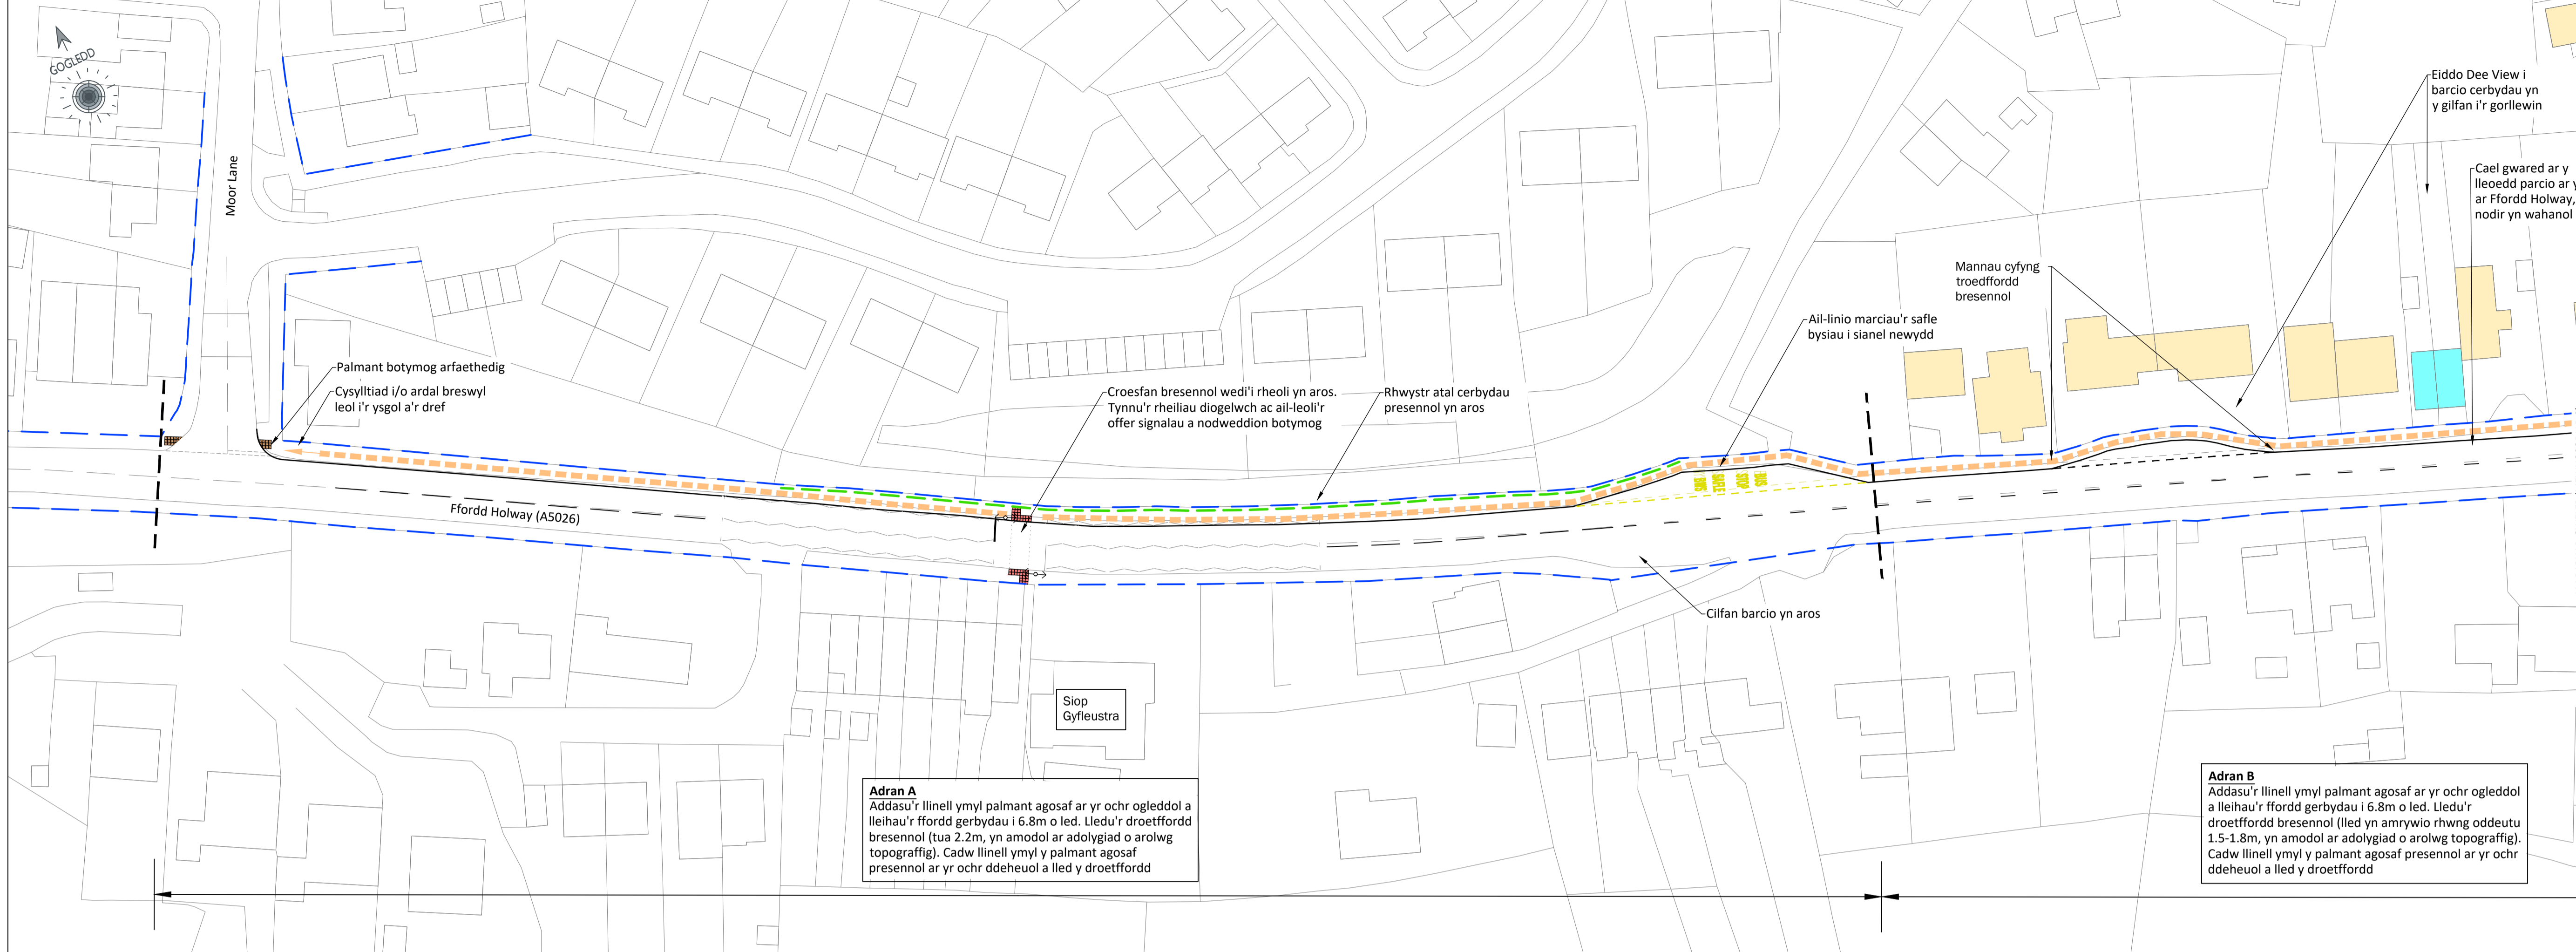 GOGLEDD
Moor Lane
Palmant botymog arfaethedig
Cysylltiad i/o ardal breswyl
leol i'r ysgol a'r dref
Ffordd Holway (A5026)
Croesfan bresennol wedi'i rheoli yn aros.
Tynnu'r rheiliau diogelwch ac ail-leoli'r
offer signalau a nodweddion botymog
Rhwystr atal cerbydau
presennol yn aros
Ail-linio marciau'r safle
bysiau i sianel newydd
BUS
STOP
SAFLE
BWS
Mannau cyfyng
troedffordd
bresennol
Eiddo Dee View i
barcio cerbydau yn
y gilfan i'r gorllewin
Cael gwared ar y
lleoedd parcio ar y
ar Ffordd Holway,
nodir yn wahanol
Cilfan barcio yn aros
Siop
Gyfleustra
Adran A
Addasu'r llinell ymyl palmant agosaf ar yr ochr ogleddol a
lleihau'r ffordd gerbydau i 6.8m o led. Lledu'r droetffordd
bresennol (tua 2.2m, yn amodol ar adolygiad o arolwg
topograffig). Cadw llinell ymyl y palmant agosaf
presennol ar yr ochr ddeheuol a lled y droetffordd
Adran B
Addasu'r llinell ymyl palmant agosaf ar yr ochr ogleddol
a lleihau'r ffordd gerbydau i 6.8m o led. Lledu'r
droetffordd bresennol (lled yn amrywio rhwng oddeutu
1.5-1.8m, yn amodol ar adolygiad o arolwg topograffig).
Cadw llinell ymyl y palmant agosaf presennol ar yr ochr
ddeheuol a lled y droetffordd